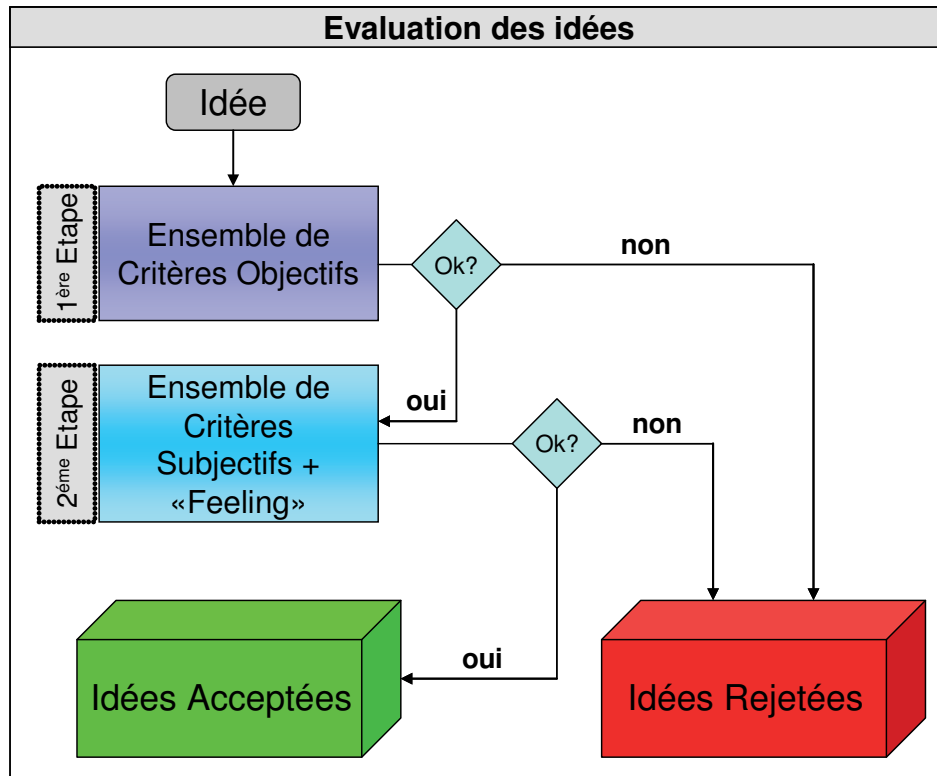 Evaluation des idées
Idée
1ère Etape
Ensemble de
Critères Objectifs
Ok?
non
oui
2éme Etape
Ensemble de
Critères
Subjectifs +
«Feeling»
Ok?
non
oui
Idées Acceptées
Idées Rejetées